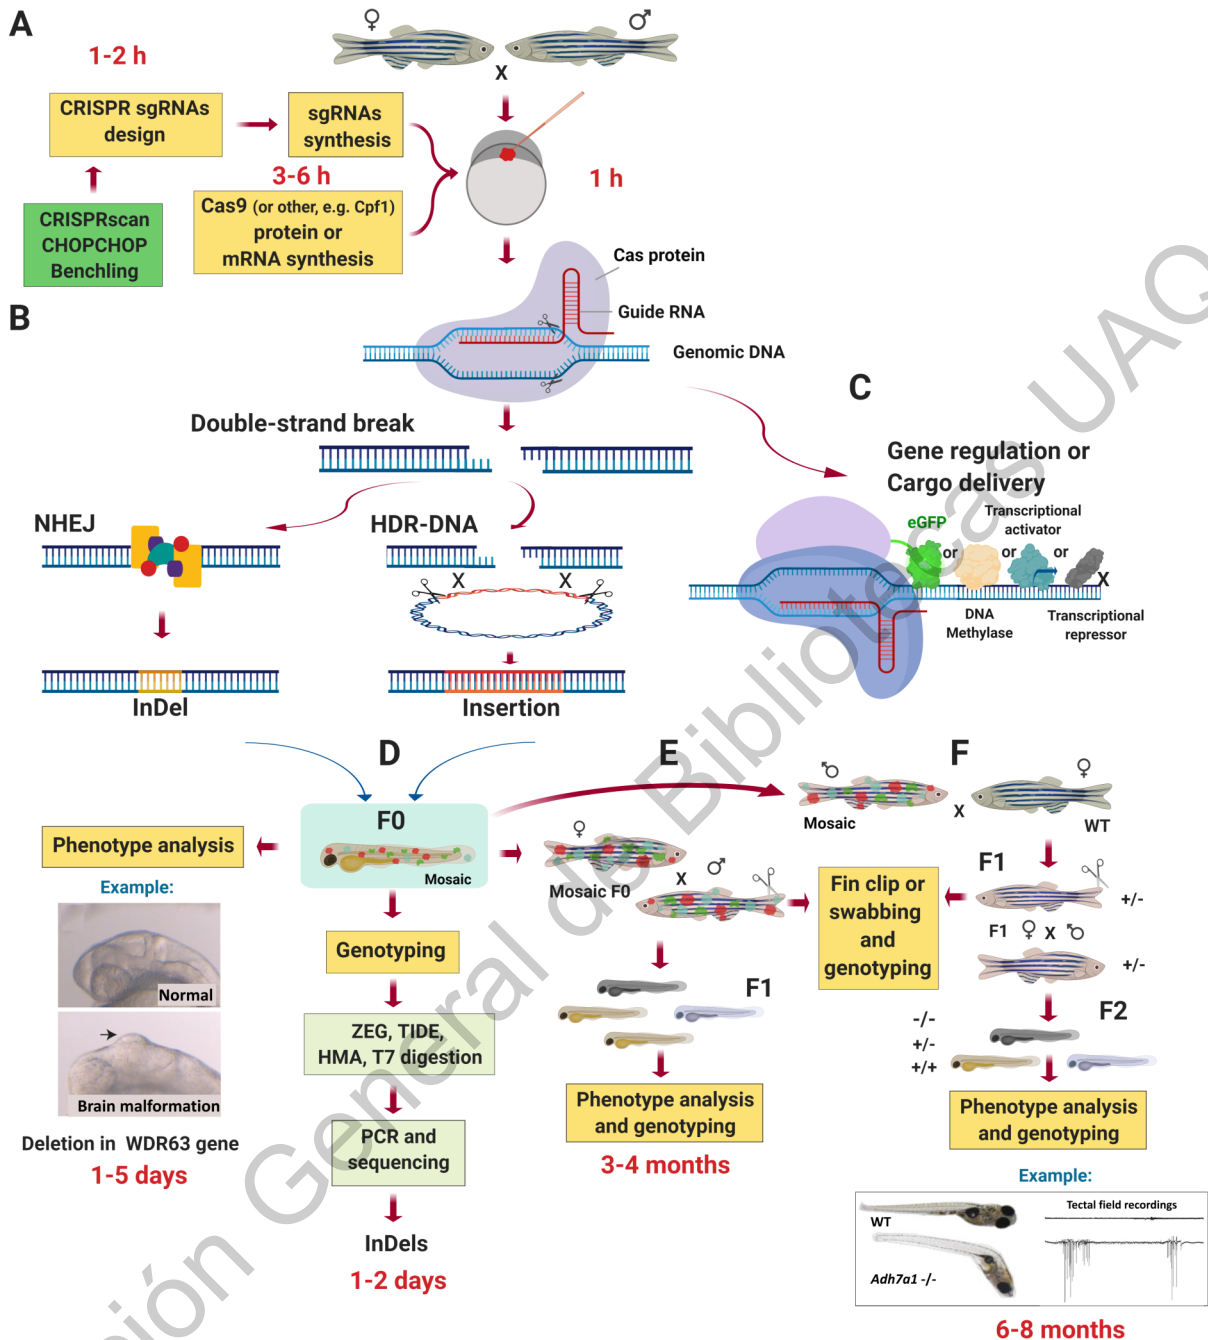 A
♀
♂
1-2 h
X
CRISPR sgRNAs
design
sgRNAs
synthesis
3-6 h
1 h
CRISPRscan
CHOPCHOP
Benchling
Cas9 (or other, e.g. Cpf1)
protein or
mRNA synthesis
B
Cas protein
Guide RNA
Genomic DNA
Double-strand break
C
Gene regulation or
Cargo delivery
NHEJ
HDR-DNA
X
X
eGFP
Transcriptional
activator
or
or
or
X
DNA
Methylase
Transcriptional
repressor
InDel
Insertion
D
F0
Mosaic
Phenotype analysis
Example:
Normal
Brain malformation
Deletion in WDR63 gene
1-5 days
Genotyping
ZEG, TIDE,
HMA, T7 digestion
PCR and
sequencing
InDels
1-2 days
E
♀
Mosaic F0
X
♂
F1
Phenotype analysis
and genotyping
3-4 months
F
♂
♀
Mosaic
X
WT
Fin clip or
swabbing
and
genotyping
F1
+/-
F1 ♀ X ♂
+/-
F2
-/-
+/-
+/+
Phenotype analysis
and genotyping
Example:
WT
Adh7a1 -/-
Tectal field recordings
6-8 months
ión General de Bibliotecas UAQ